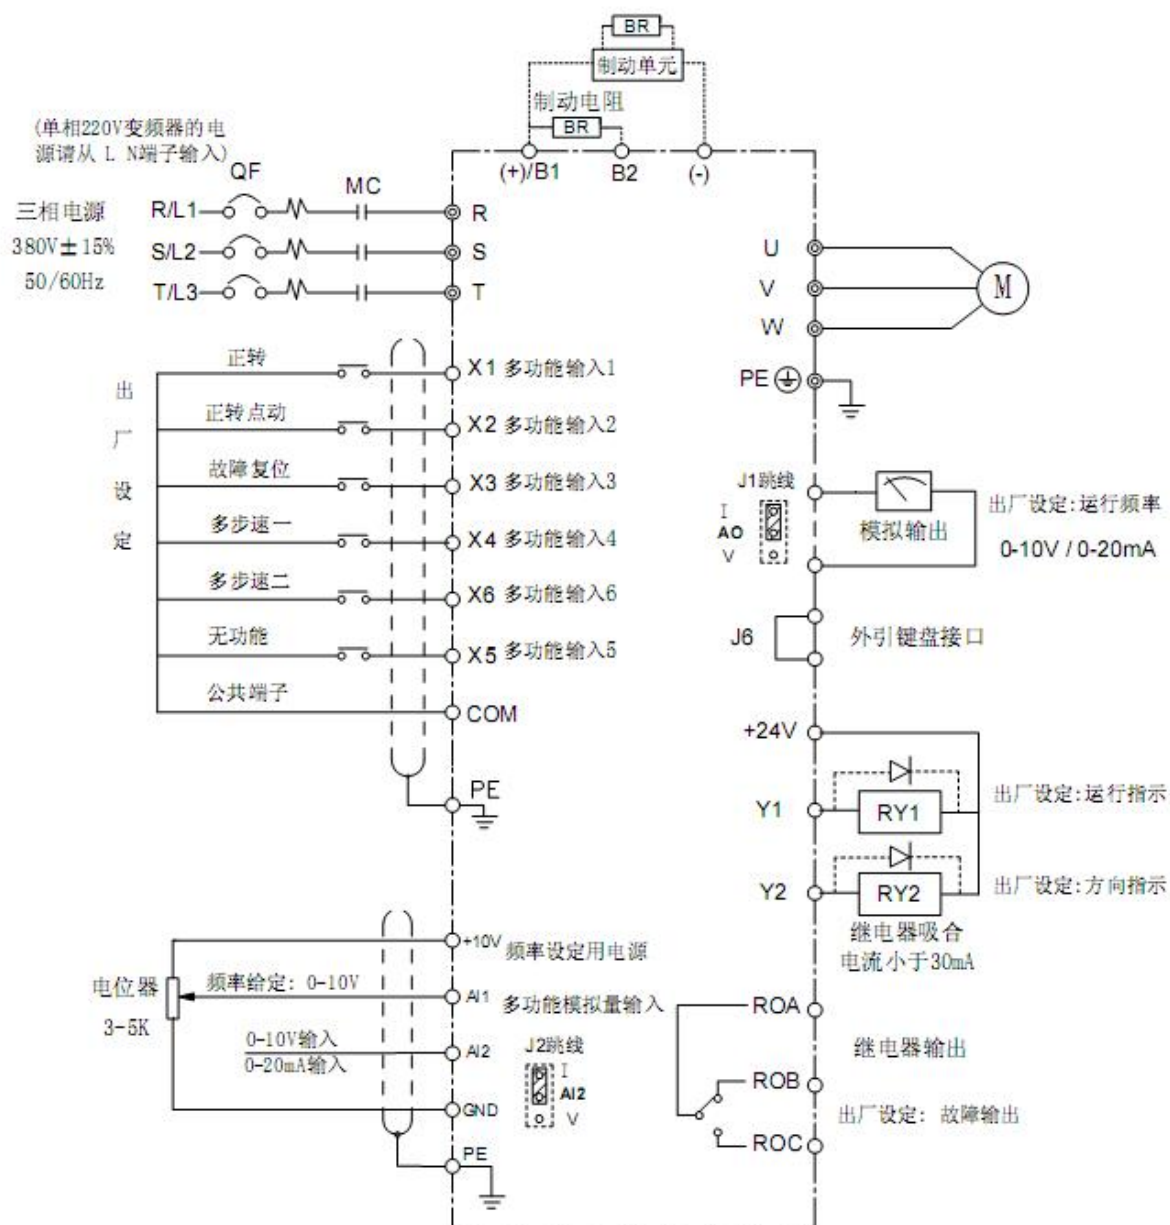 BR
制动单元
制动电阻
BR
(+)/B1
B2
(-)
(单相220V变频器的电
源请从 L N端子输入)
QF
MC
三相电源
380V±15%
50/60Hz
R/L1
R
S/L2
S
T/L3
T
U
V
W
M
PE
出厂设定
正转
X1 多功能输入1
正转点动
X2 多功能输入2
故障复位
X3 多功能输入3
多步速一
X4 多功能输入4
多步速二
X6 多功能输入6
无功能
X5 多功能输入5
公共端子
COM
PE
J1跳线
I
AO
V
模拟输出
出厂设定:运行频率
0-10V / 0-20mA
J6
外引键盘接口
+24V
Y1
RY1
出厂设定:运行指示
Y2
RY2
出厂设定:方向指示
继电器吸合
电流小于30mA
电位器
3-5K
+10V 频率设定用电源
频率给定: 0-10V
AI1 多功能模拟量输入
0-10V输入
0-20mA输入
AI2
J2跳线
I
AI2
V
GND
PE
ROA
继电器输出
ROB
出厂设定: 故障输出
ROC